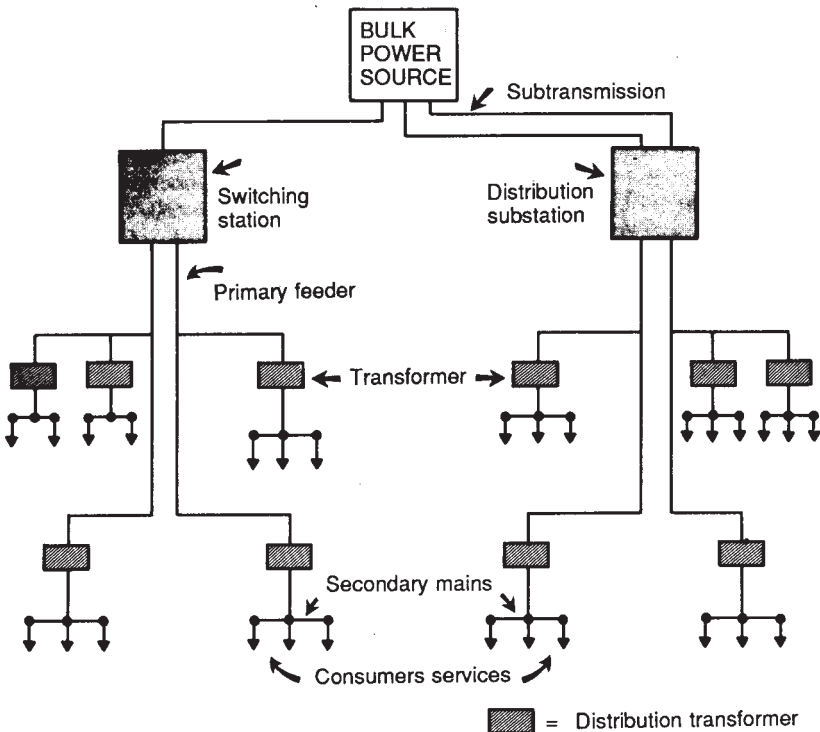 BULK
POWER
SOURCE
Subtransmission
Switching
station
Distribution
substation
Primary feeder
Transformer
Secondary mains
Consumers services
= Distribution transformer